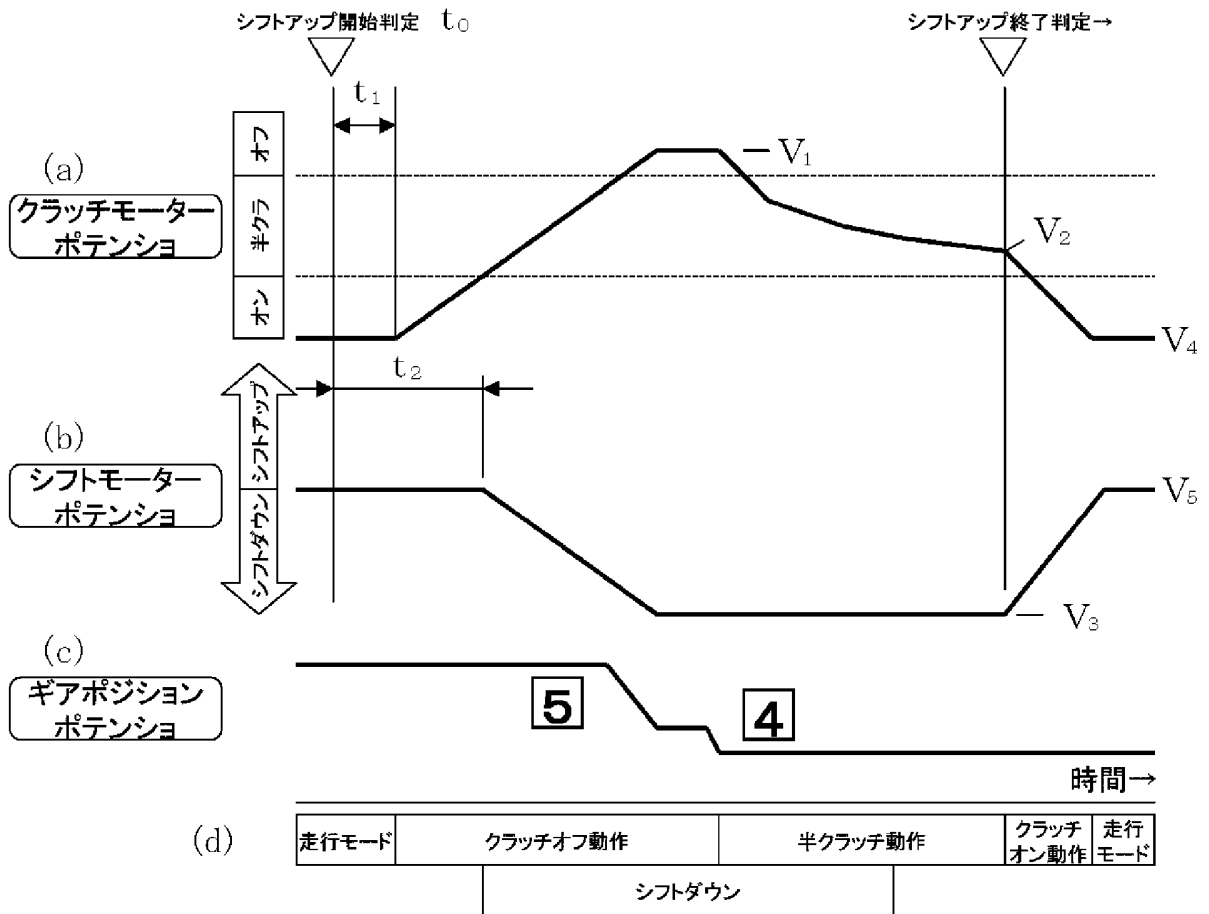 シフトアップ開始判定 t₀
シフトアップ終了判定→
t₁
(a)
クラッチモーター
ポテンショ
オフ
半クラ
オン
V₁
V₂
V₄
t₂
(b)
シフトモーター
ポテンショ
シフトアップ
シフトダウン
V₅
V₃
(c)
ギアポジション
ポテンショ
5
4
時間→
(d)
走行モード
クラッチオフ動作
半クラッチ動作
クラッチ
オン動作
走行
モード
シフトダウン